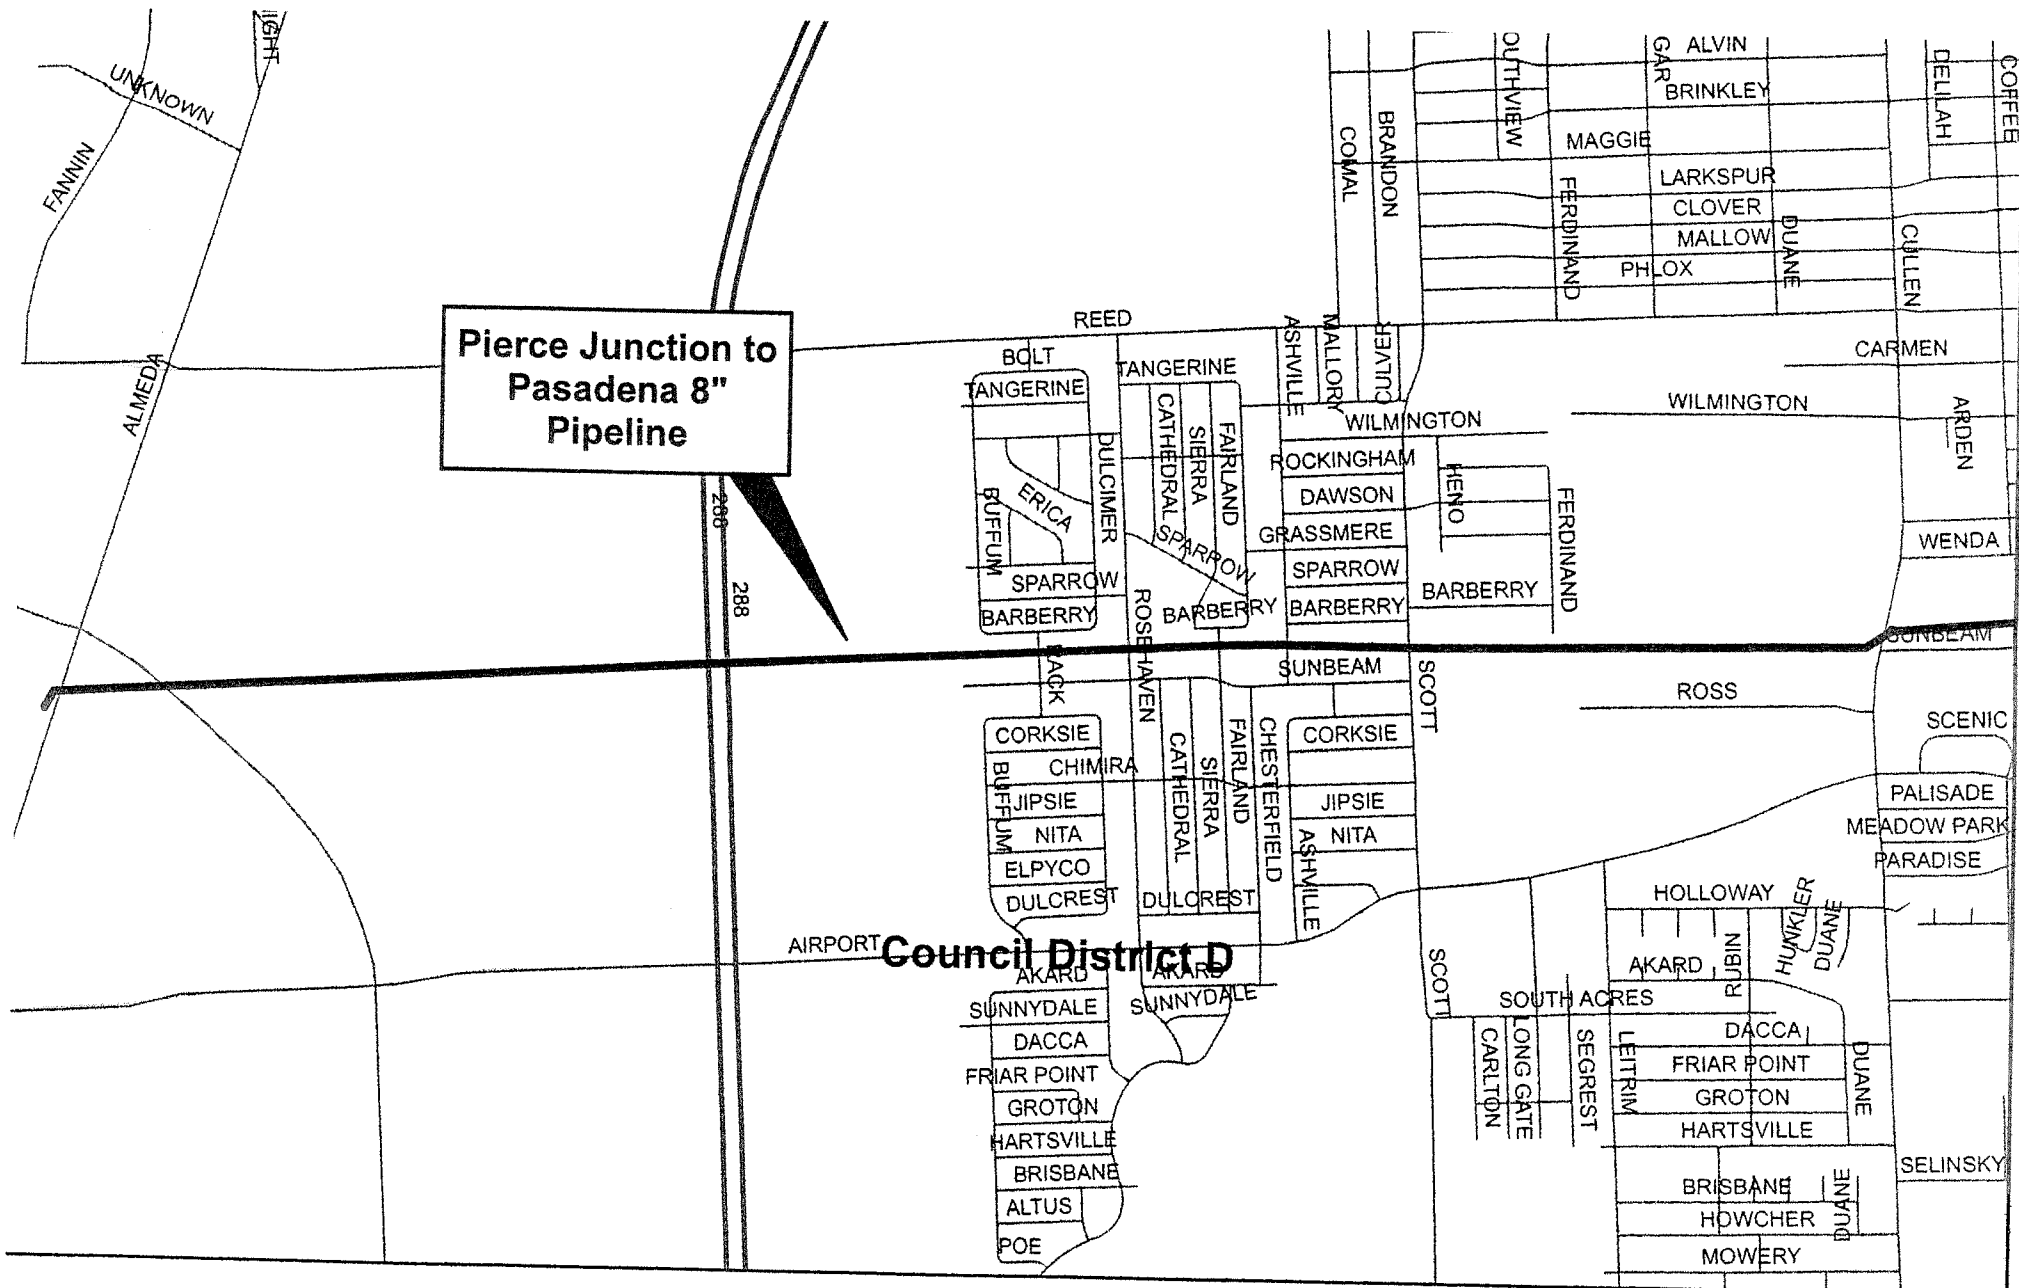 IGHT
UNKNOWN
FANNIN
ALMEDA
Pierce Junction to
Pasadena 8"
Pipeline
288
288
COMAL
BRANDON
OUTHVIEW
GAR
ALVIN
BRINKLEY
MAGGIE
LARKSPUR
CLOVER
MALLOW
PHLOX
FERDINAND
DUANE
CULLEN
DELILAH
COFFEE
REED
BOLT
TANGERINE
TANGERINE
ASHVILLE
MALLORY
CULVER
CARMEN
WILMINGTON
WILMINGTON
ARDEN
CATHEDRAL
SIERRA
FAIRLAND
DULCIMER
ROCKINGHAM
DAWSON
GRASSMERE
SPARROW
BARBERRY
HENO
FERDINAND
BARBERRY
BUFFUM
ERICA
SPARROW
SPARROW
BARBERRY
BARBERRY
WENDA
SUNBEAM
ROSEHAVEN
BACK
SUNBEAM
SCOTT
ROSS
SCENIC
CORKSIE
CHIMIRA
BUFFUM
JIPSIE
NITA
ELPYCO
DULCREST
CATHEDRAL
SIERRA
FAIRLAND
CHESTERFIELD
CORKSIE
JIPSIE
NITA
ASHVILLE
DULCREST
PALISADE
MEADOW PARK
PARADISE
HOLLOWAY
HUNKLER
DUANE
RUBIN
AKARD
AIRPORT
Council District D
AKARD
AKARD
SUNNYDALE
SUNNYDALE
DACCA
FRIAR POINT
GROTON
HARTSVILLE
BRISBANE
ALTUS
POE
SCOTT
SOUTH ACRES
CARLTON
LONG GATE
SEGREST
LEITRIM
DACCA
FRIAR POINT
GROTON
HARTSVILLE
DUANE
SELINSKY
BRISBANE
HOWCHER
DUANE
MOWERY